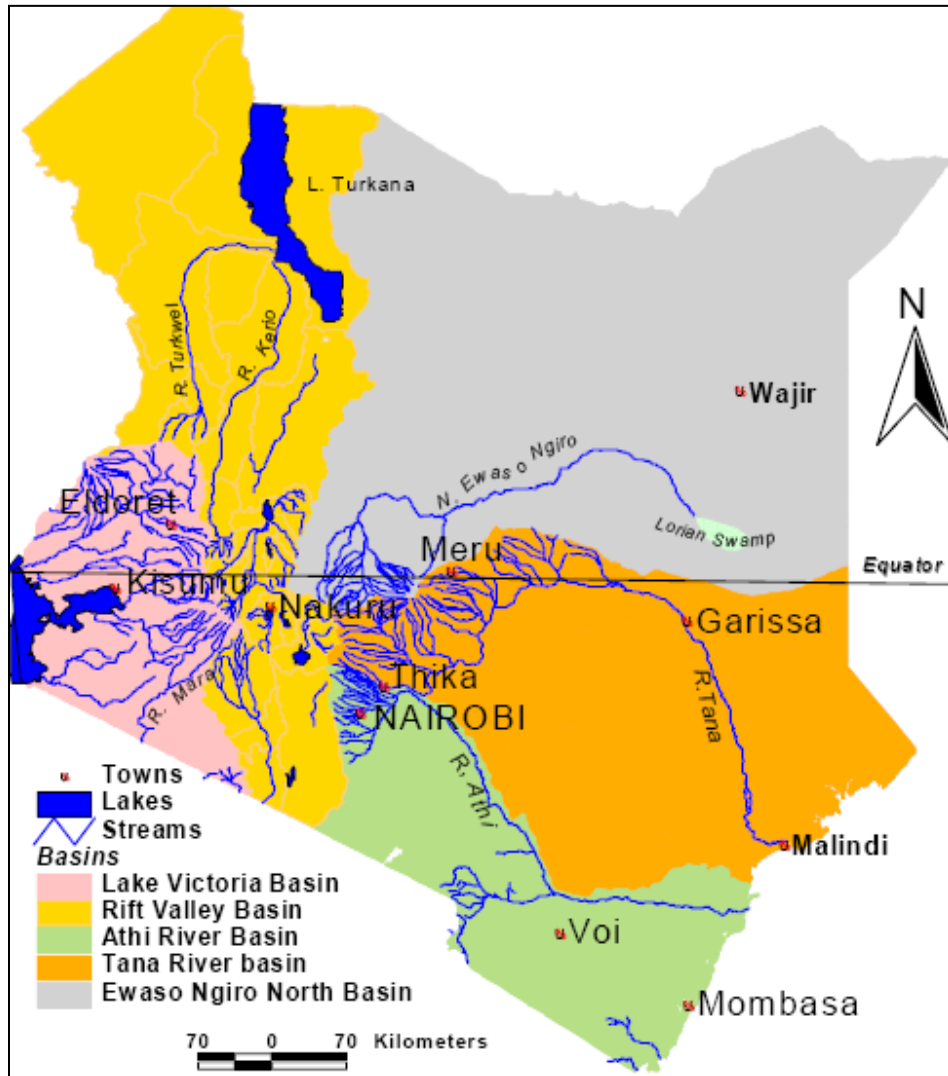 L. Turkana
N
R. Turkwel
R. Kerio
Wajir
N. Ewaso Ngiro
Eldoret
Lorian Swamp
Meru
Equator
Kisumu
Nakuru
Garissa
Thika
R. Mara
R. Tana
NAIROBI
R. Athi
Towns
Lakes
Streams
Malindi
Basins
Lake Victoria Basin
Rift Valley Basin
Athi River Basin
Voi
Tana River basin
Ewaso Ngiro North Basin
Mombasa
70 0 70 Kilometers